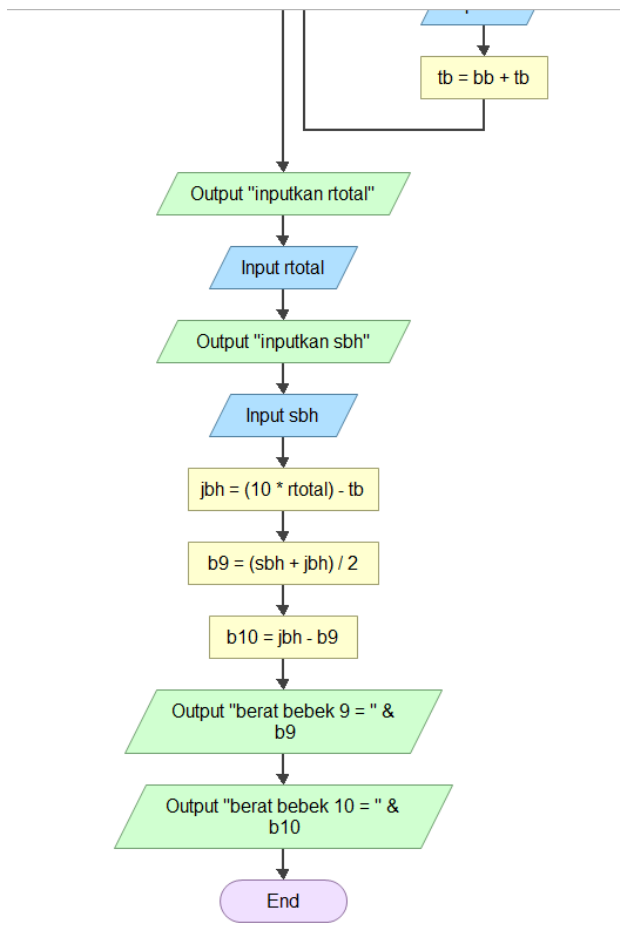 tb = bb + tb
Output "inputkan rtotal"
Input rtotal
Output "inputkan sbh"
Input sbh
jbh = (10 * rtotal) - tb
b9 = (sbh + jbh) / 2
b10 = jbh - b9
Output "berat bebek 9 = " &
b9
Output "berat bebek 10 = " &
b10
End